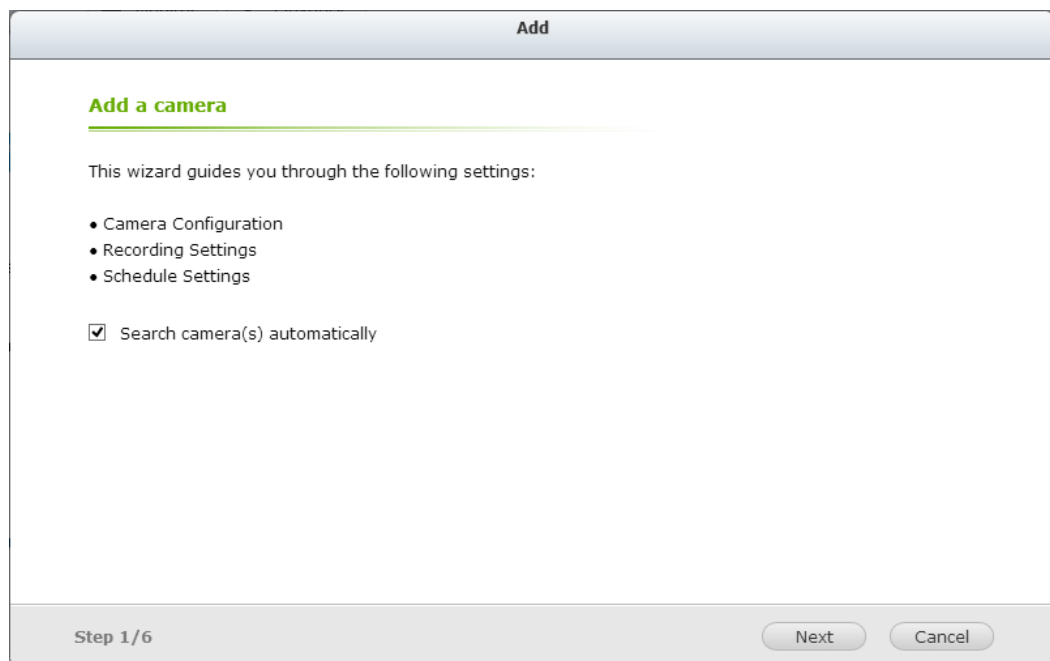 Add
Add a camera
This wizard guides you through the following settings:
• Camera Configuration
• Recording Settings
• Schedule Settings
Search camera(s) automatically
Step 1/6
Next
Cancel